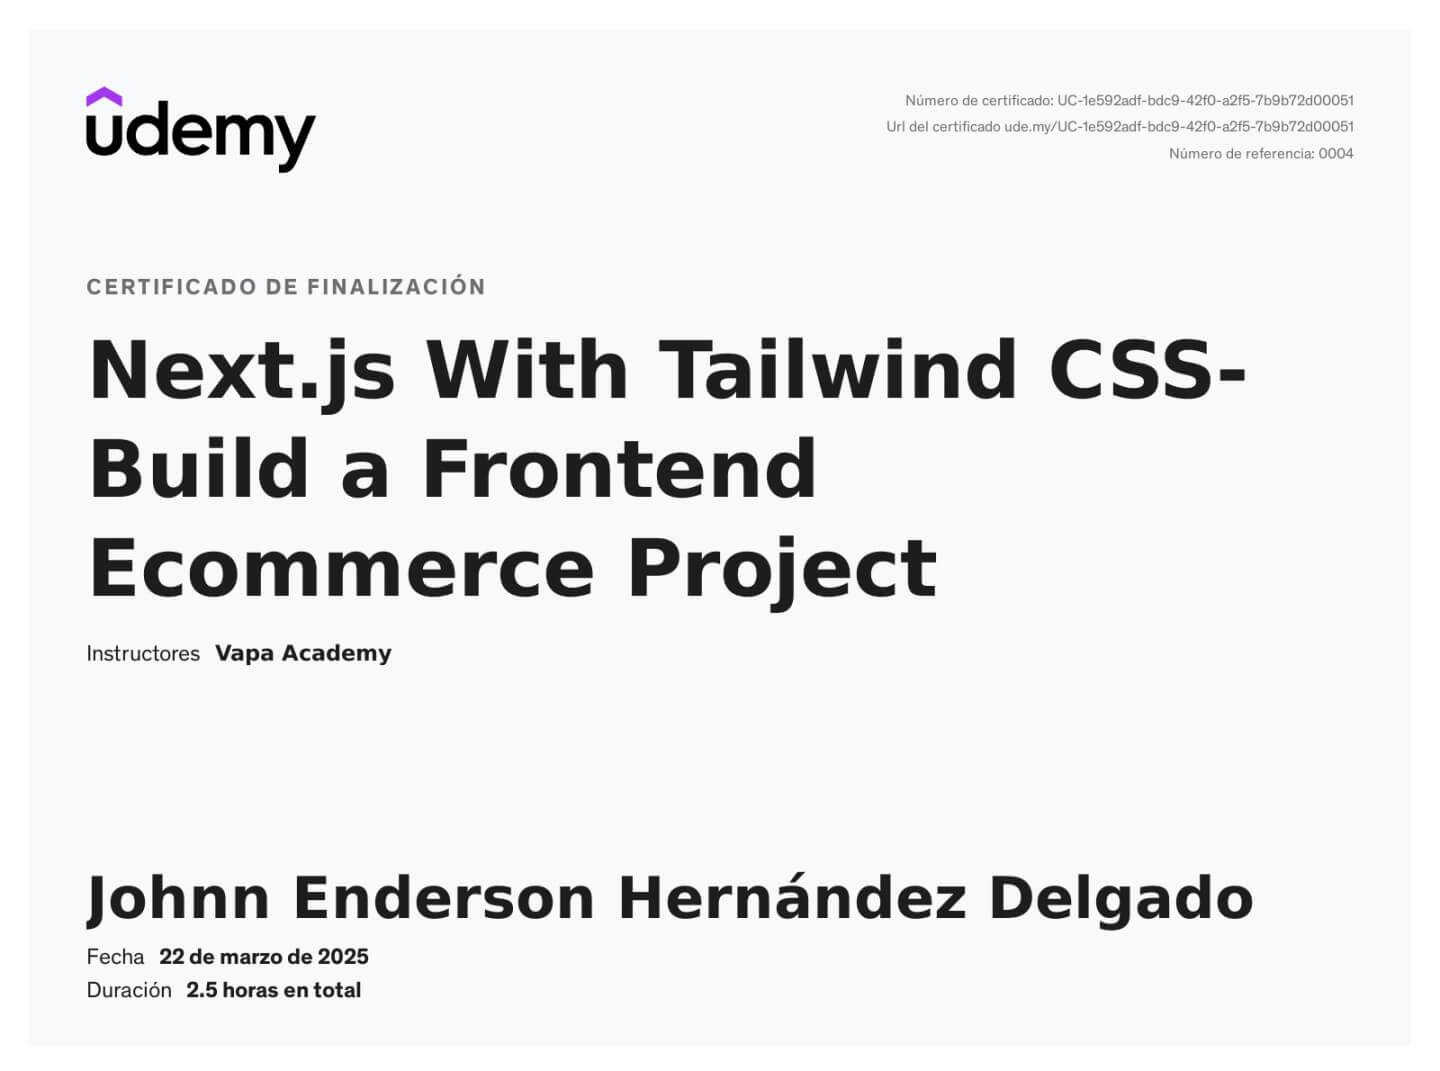 udemy
Número de certificado: UC-1e592adf-bdc9-42f0-a2f5-7b9b72d00051
Url del certificado ude.my/UC-1e592adf-bdc9-42f0-a2f5-7b9b72d00051
Número de referencia: 0004
CERTIFICADO DE FINALIZACIÓN
Next.js With Tailwind CSS-
Build a Frontend
Ecommerce Project
Instructores Vapa Academy
Johnn Enderson Hernández Delgado
Fecha 22 de marzo de 2025
Duración 2.5 horas en total